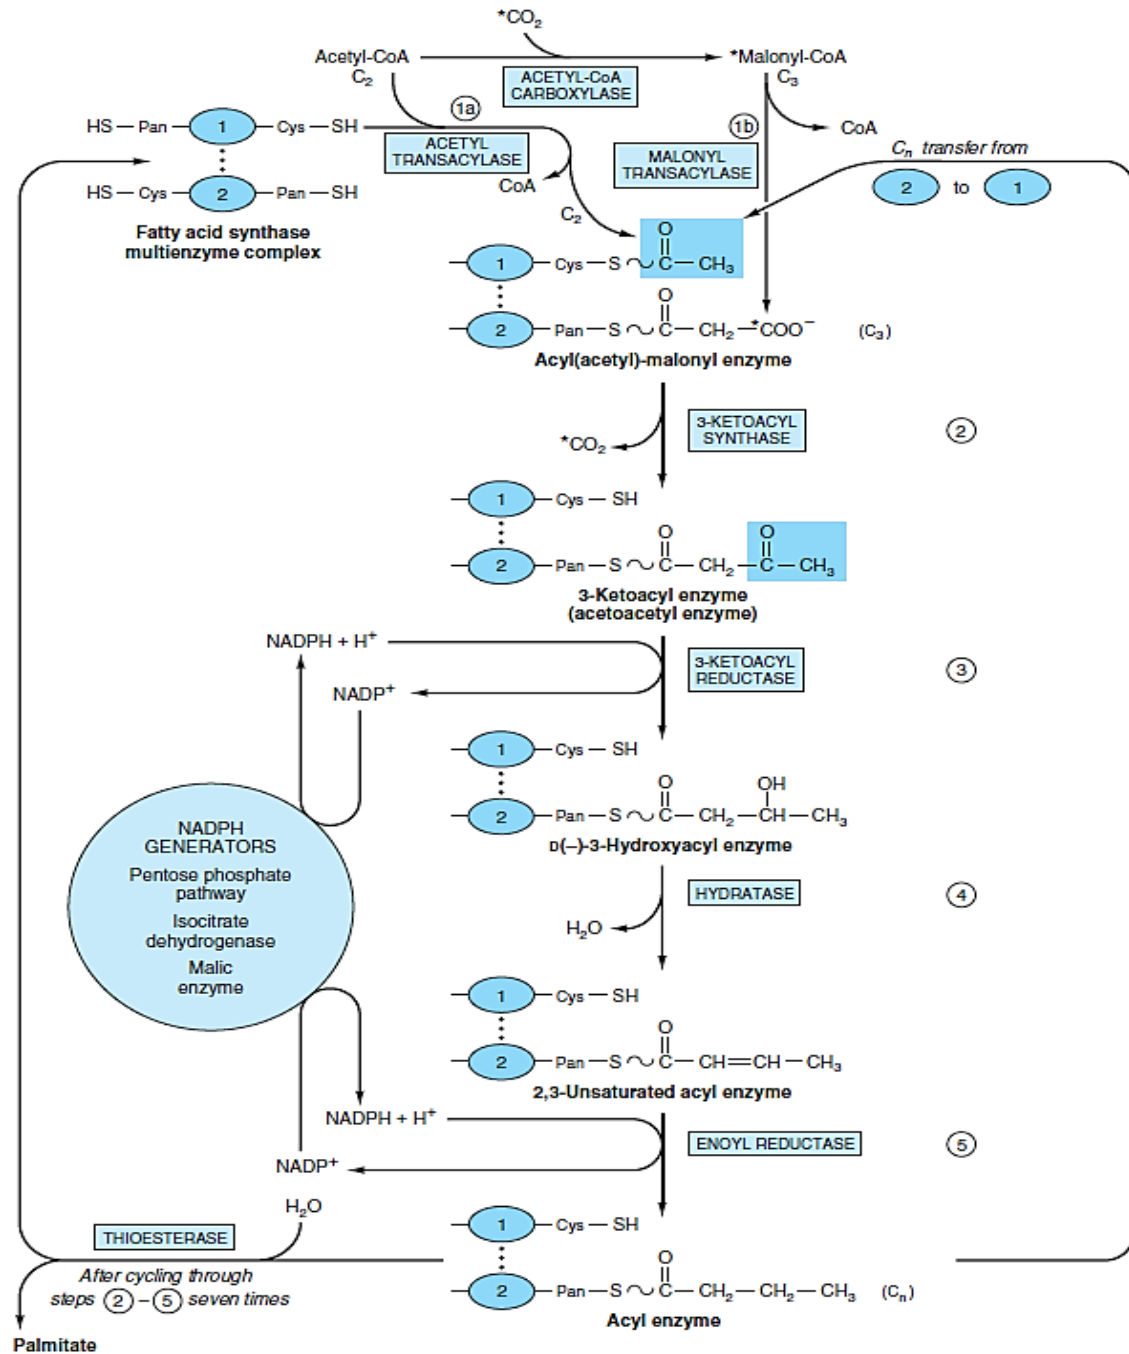 *CO₂
Acetyl-CoA
C₂
ACETYL-CoA
CARBOXYLASE
*Malonyl-CoA
C₃
1a
HS—Pan—1—Cys—SH
ACETYL
TRANSACYLASE
CoA
1b
MALONYL
TRANSACYLASE
CoA
Cₙ transfer from
2 to 1
HS—Cys—2—Pan—SH
Fatty acid synthase
multienzyme complex
C₂
O
1—Cys—S~C—CH₃
O
2—Pan—S~C—CH₂—*COO⁻ (C₃)
Acyl(acetyl)-malonyl enzyme
*CO₂
3-KETOACYL
SYNTHASE
2
1—Cys—SH
O O
2—Pan—S~C—CH₂—C—CH₃
3-Ketoacyl enzyme
(acetoacetyl enzyme)
NADPH + H⁺
NADP⁺
3-KETOACYL
REDUCTASE
3
1—Cys—SH
O OH
2—Pan—S~C—CH₂—CH—CH₃
D(–)-3-Hydroxyacyl enzyme
NADPH
GENERATORS
Pentose phosphate
pathway
Isocitrate
dehydrogenase
Malic
enzyme
HYDRATASE
4
H₂O
1—Cys—SH
O
2—Pan—S~C—CH=CH—CH₃
2,3-Unsaturated acyl enzyme
NADPH + H⁺
NADP⁺
ENOYL REDUCTASE
5
H₂O
THIOESTERASE
After cycling through
steps 2–5 seven times
Palmitate
1—Cys—SH
O
2—Pan—S~C—CH₂—CH₂—CH₃ (Cₙ)
Acyl enzyme